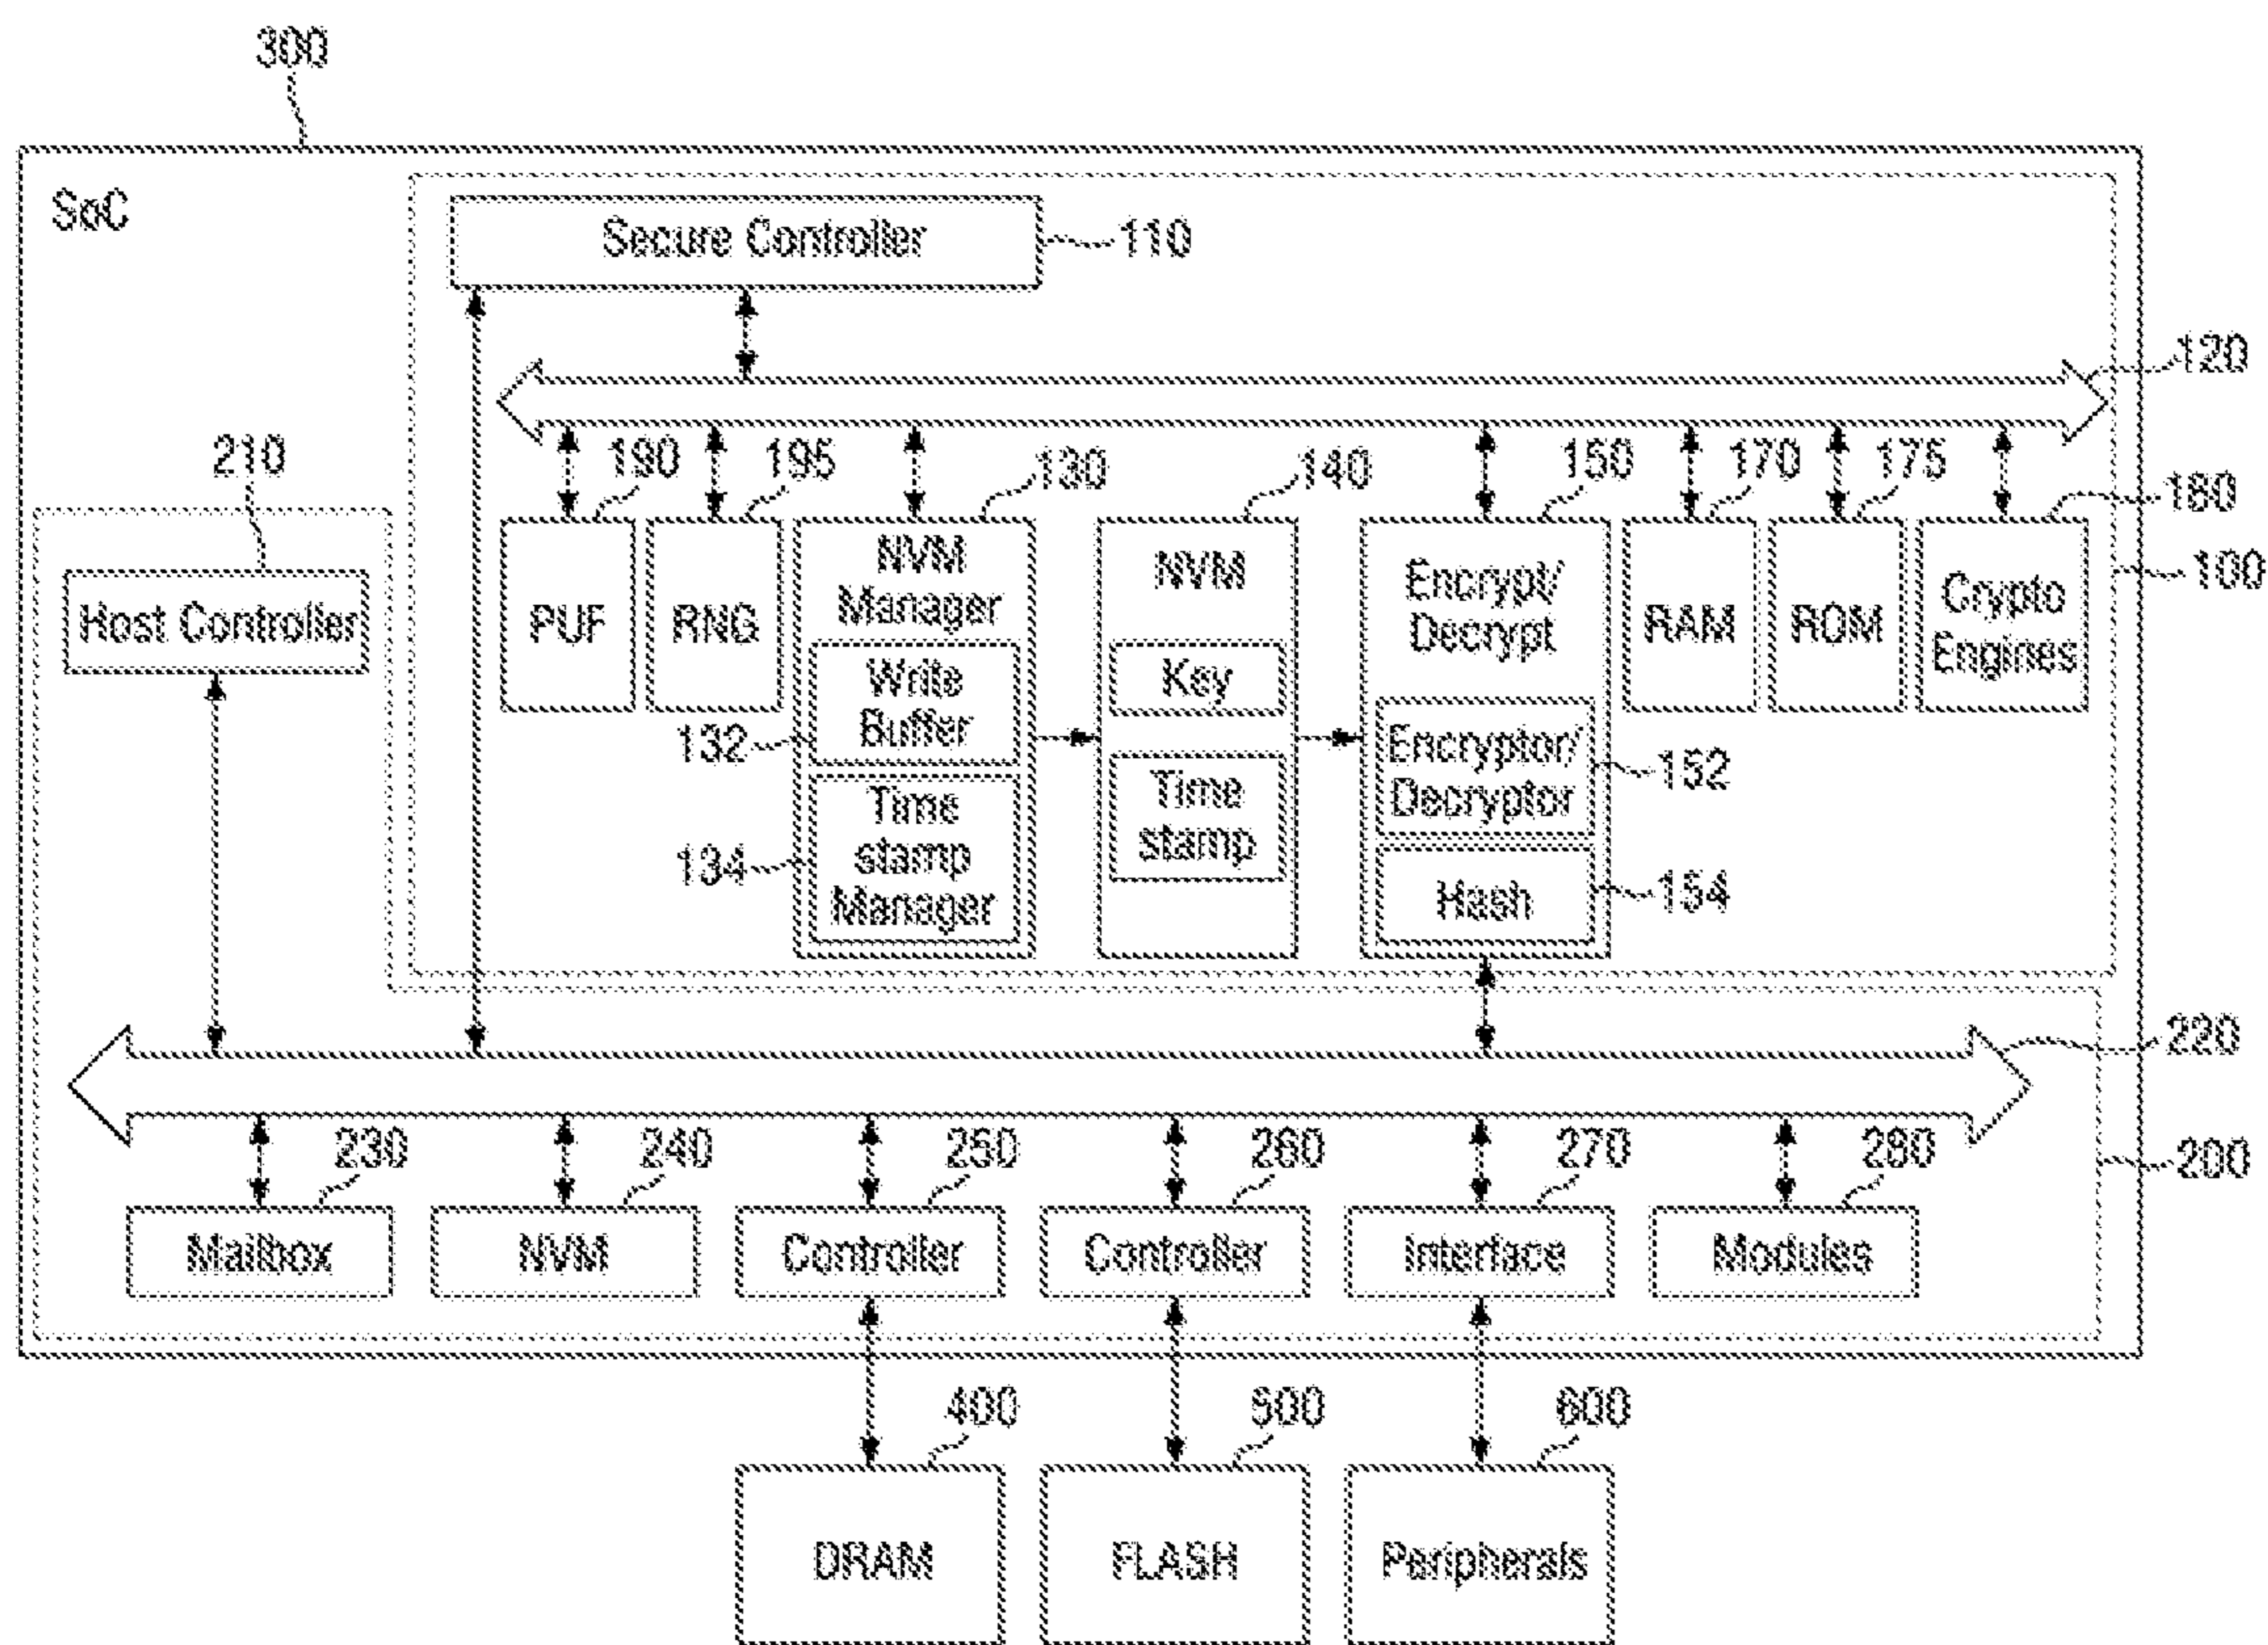 300
SoC
Secure Controller
110
120
210
190
195
130
140
150
170
175
180
100
Host Controller
PUF
RNG
NVM
Manager
Write
Buffer
132
Time
stamp
Manager
134
NVM
Key
Time
stamp
Encrypt/
Decrypt
Encryptor/
Decryptor
152
Hash
154
RAM
ROM
Crypto
Engines
220
230
240
250
260
270
280
200
Mailbox
NVM
Controller
Controller
Interface
Modules
400
500
600
DRAM
FLASH
Peripherals